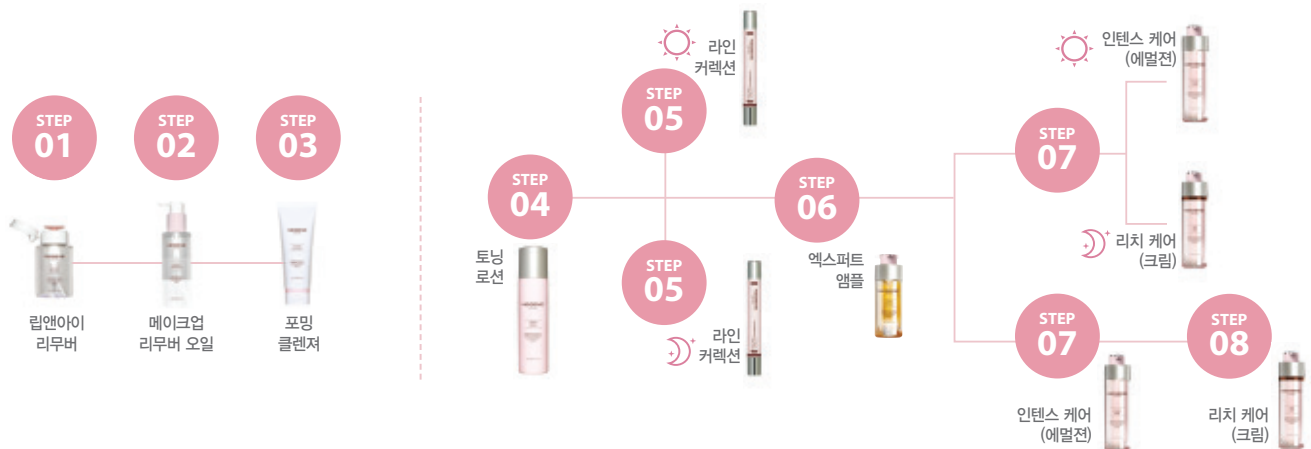 STEP
01
STEP
02
STEP
03
립앤아이
리무버
메이크업
리무버 오일
포밍
클렌져
STEP
04
토닝
로션
라인
커렉션
STEP
05
STEP
05
라인
커렉션
STEP
06
엑스퍼트
앰플
인텐스 케어
(에멀젼)
STEP
07
리치 케어
(크림)
STEP
07
인텐스 케어
(에멀젼)
STEP
08
리치 케어
(크림)